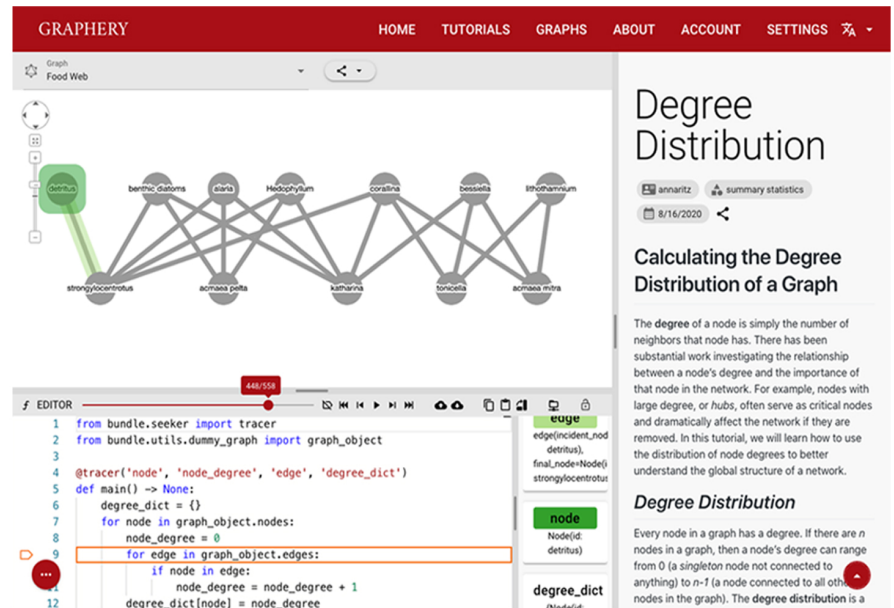 GRAPHERY
HOME TUTORIALS GRAPHS ABOUT ACCOUNT SETTINGS
Graph
Food Web
detritus benthic diatoms alaria Hedophyllum corallina bessiella lithothamnium
strongylocentrotus acmaea pelta katharina tonicella acmaea mitra
448/558
EDITOR
1 from bundle.seeker import tracer
2 from bundle.utils.dummy_graph import graph_object
3
4 @tracer('node', 'node_degree', 'edge', 'degree_dict')
5 def main() -> None:
6 degree_dict = {}
7 for node in graph_object.nodes:
8 node_degree = 0
9 for edge in graph_object.edges:
if node in edge:
11 node_degree = node_degree + 1
12 degree_dict[node] = node_degree
edge
edge(incident_nod
detritus),
final_node=Node(i
strongylocentrotus
node
Node(id:
detritus)
degree_dict
{Node(id:
Degree
Distribution
annaritz summary statistics
8/16/2020
Calculating the Degree
Distribution of a Graph
The degree of a node is simply the number of
neighbors that node has. There has been
substantial work investigating the relationship
between a node's degree and the importance of
that node in the network. For example, nodes with
large degree, or hubs, often serve as critical nodes
and dramatically affect the network if they are
removed. In this tutorial, we will learn how to use
the distribution of node degrees to better
understand the global structure of a network.
Degree Distribution
Every node in a graph has a degree. If there are n
nodes in a graph, then a node's degree can range
from 0 (a singleton node not connected to
anything) to n-1 (a node connected to all othe
nodes in the graph). The degree distribution is a